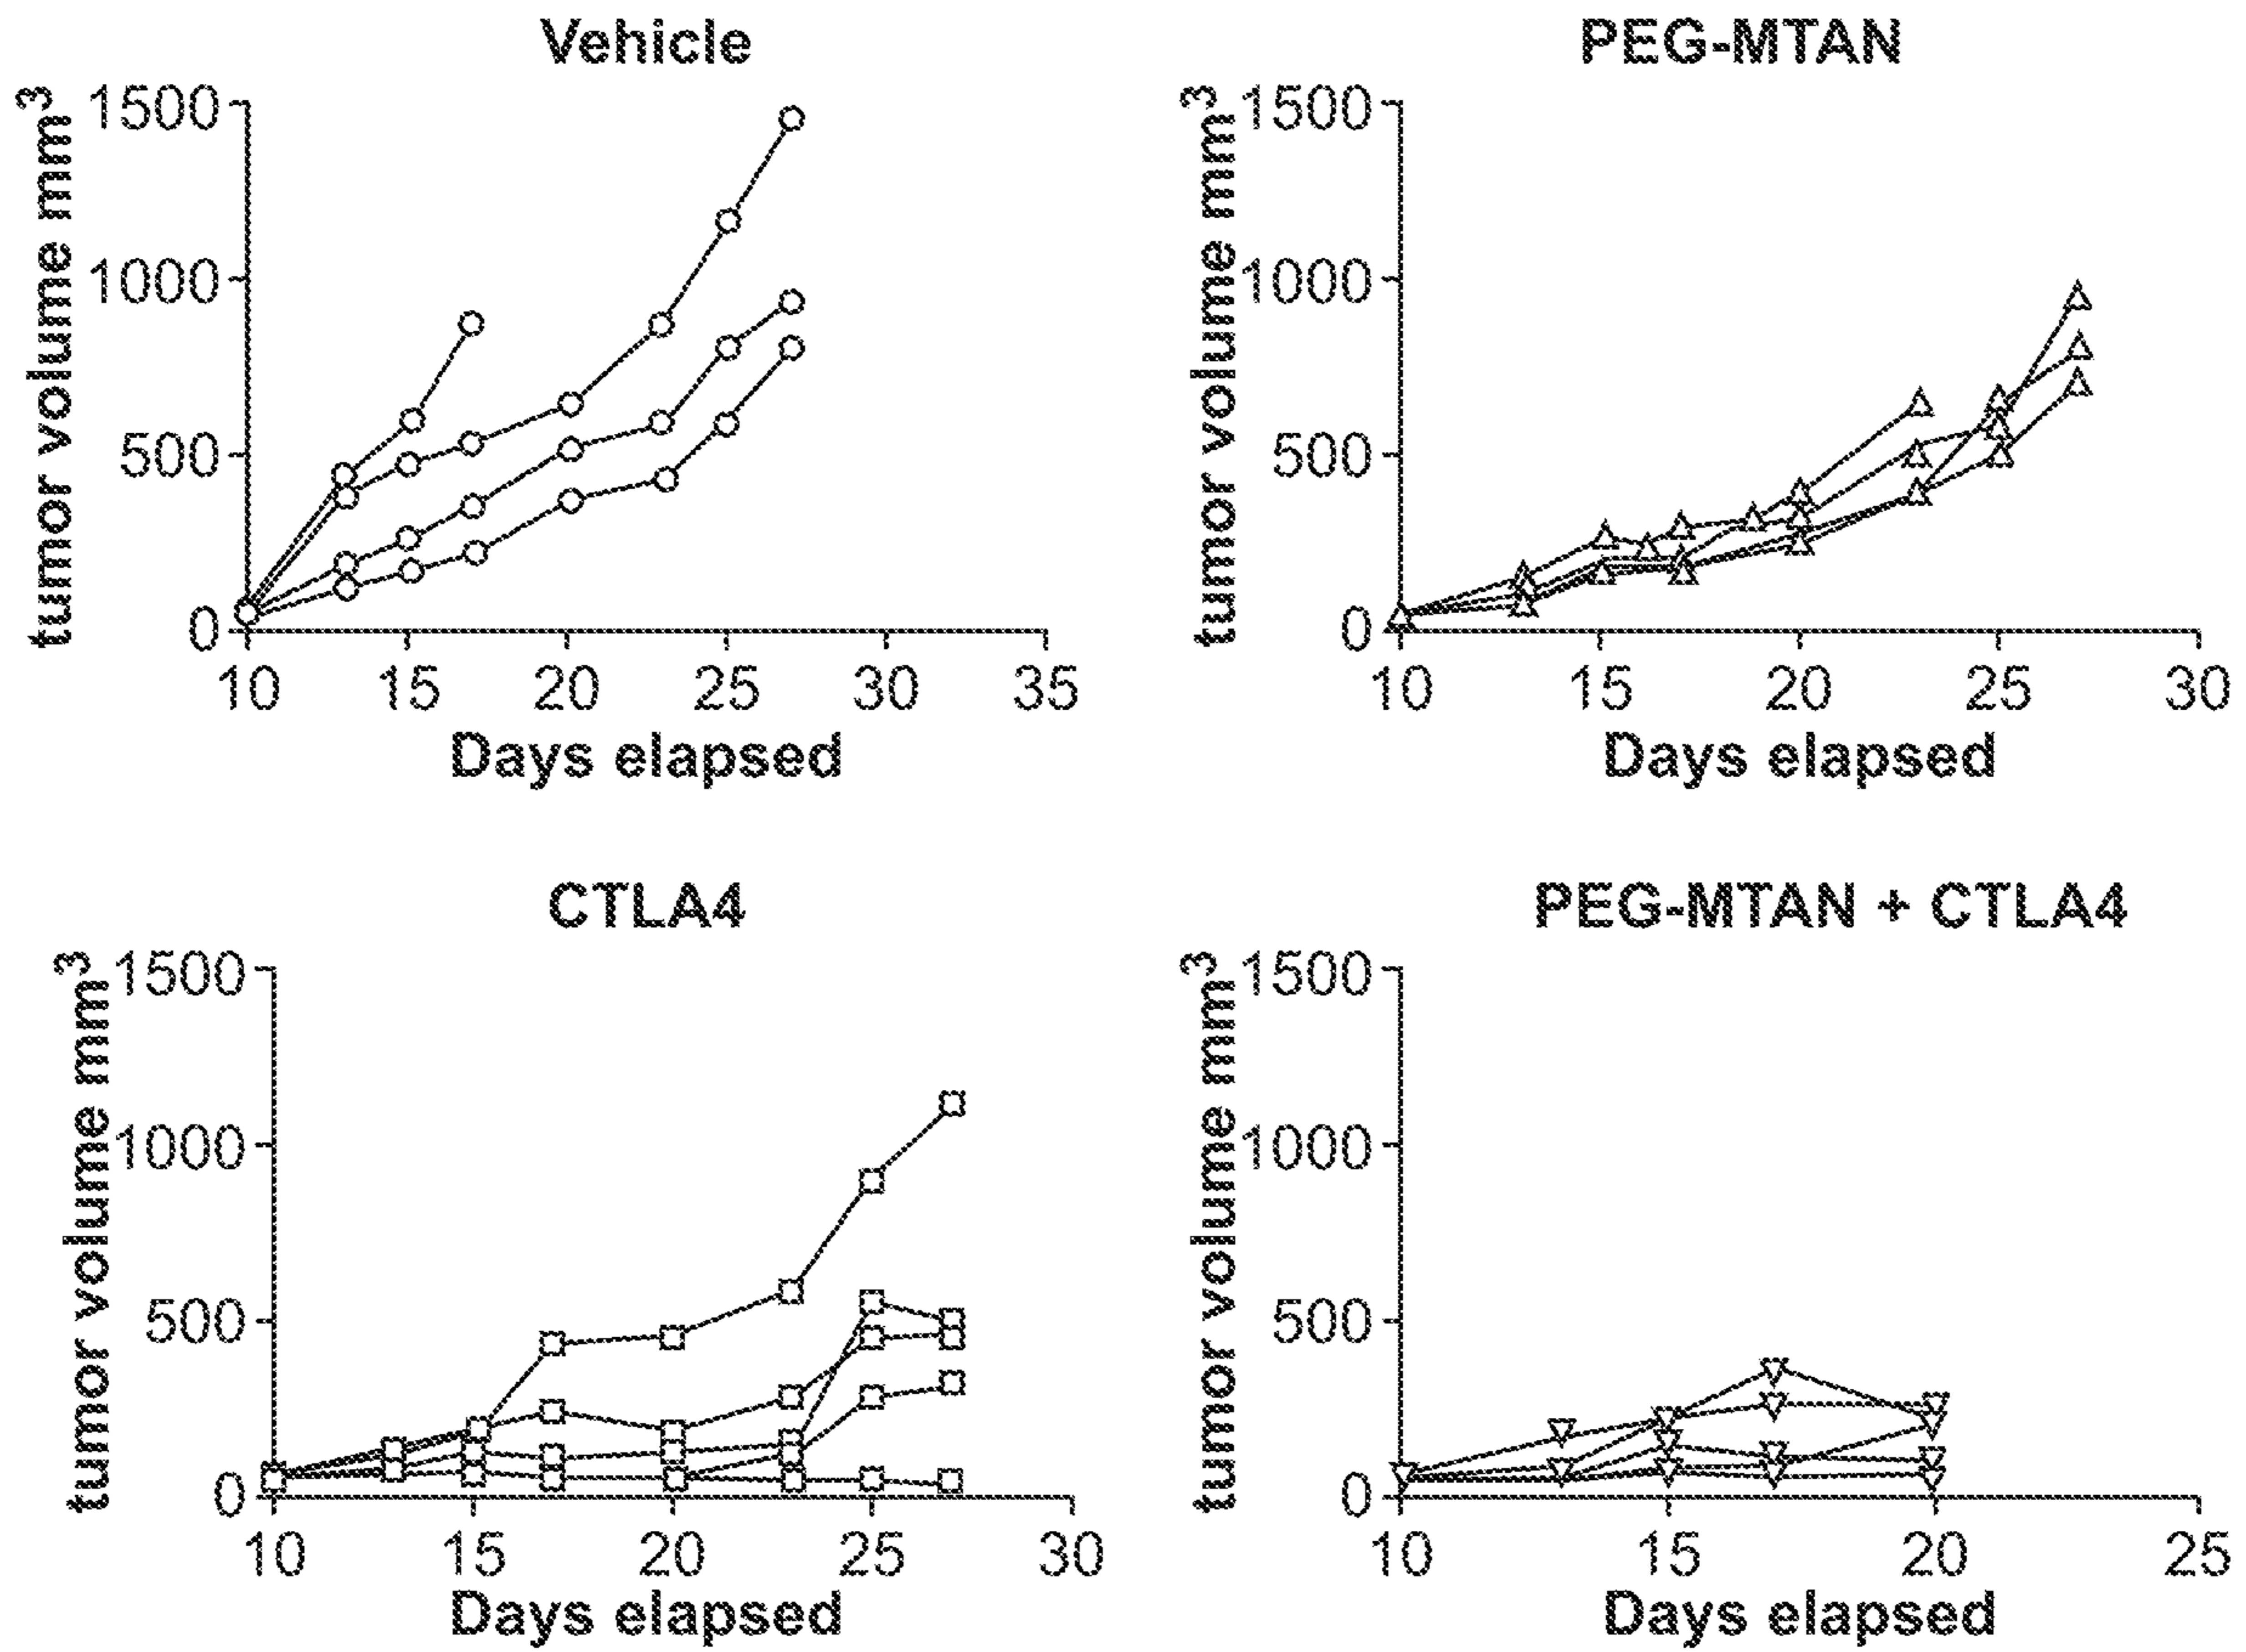 Vehicle
tumor volume mm³
1500
1000
500
0
10 15 20 25 30 35
Days elapsed
PEG-MTAN
tumor volume mm³
1500
1000
500
0
10 15 20 25 30
Days elapsed
CTLA4
tumor volume mm³
1500
1000
500
0
10 15 20 25 30
Days elapsed
PEG-MTAN + CTLA4
tumor volume mm³
1500
1000
500
0
10 15 20 25
Days elapsed